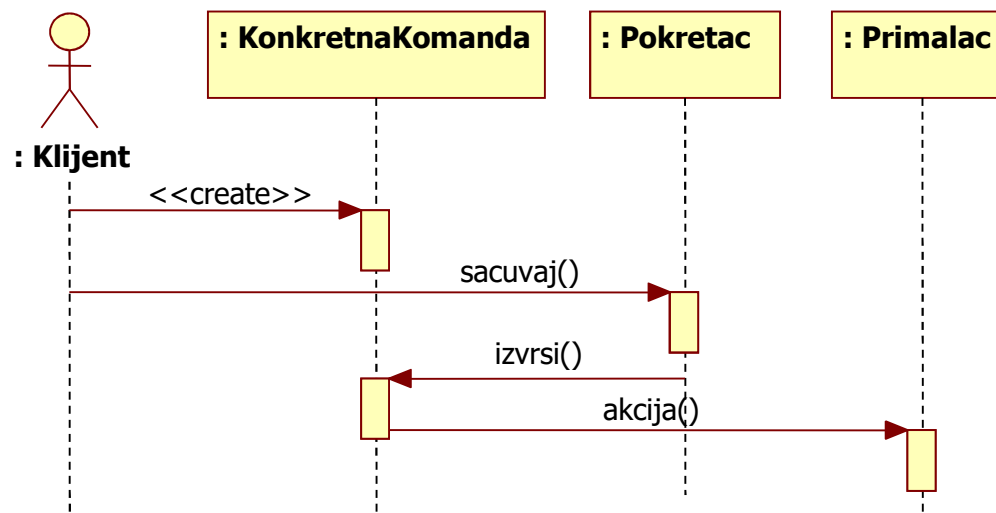 : KonkretnaKomanda
: Pokretac
: Primalac
: Klijent
<<create>>
sacuvaj()
izvrsi()
akcija()